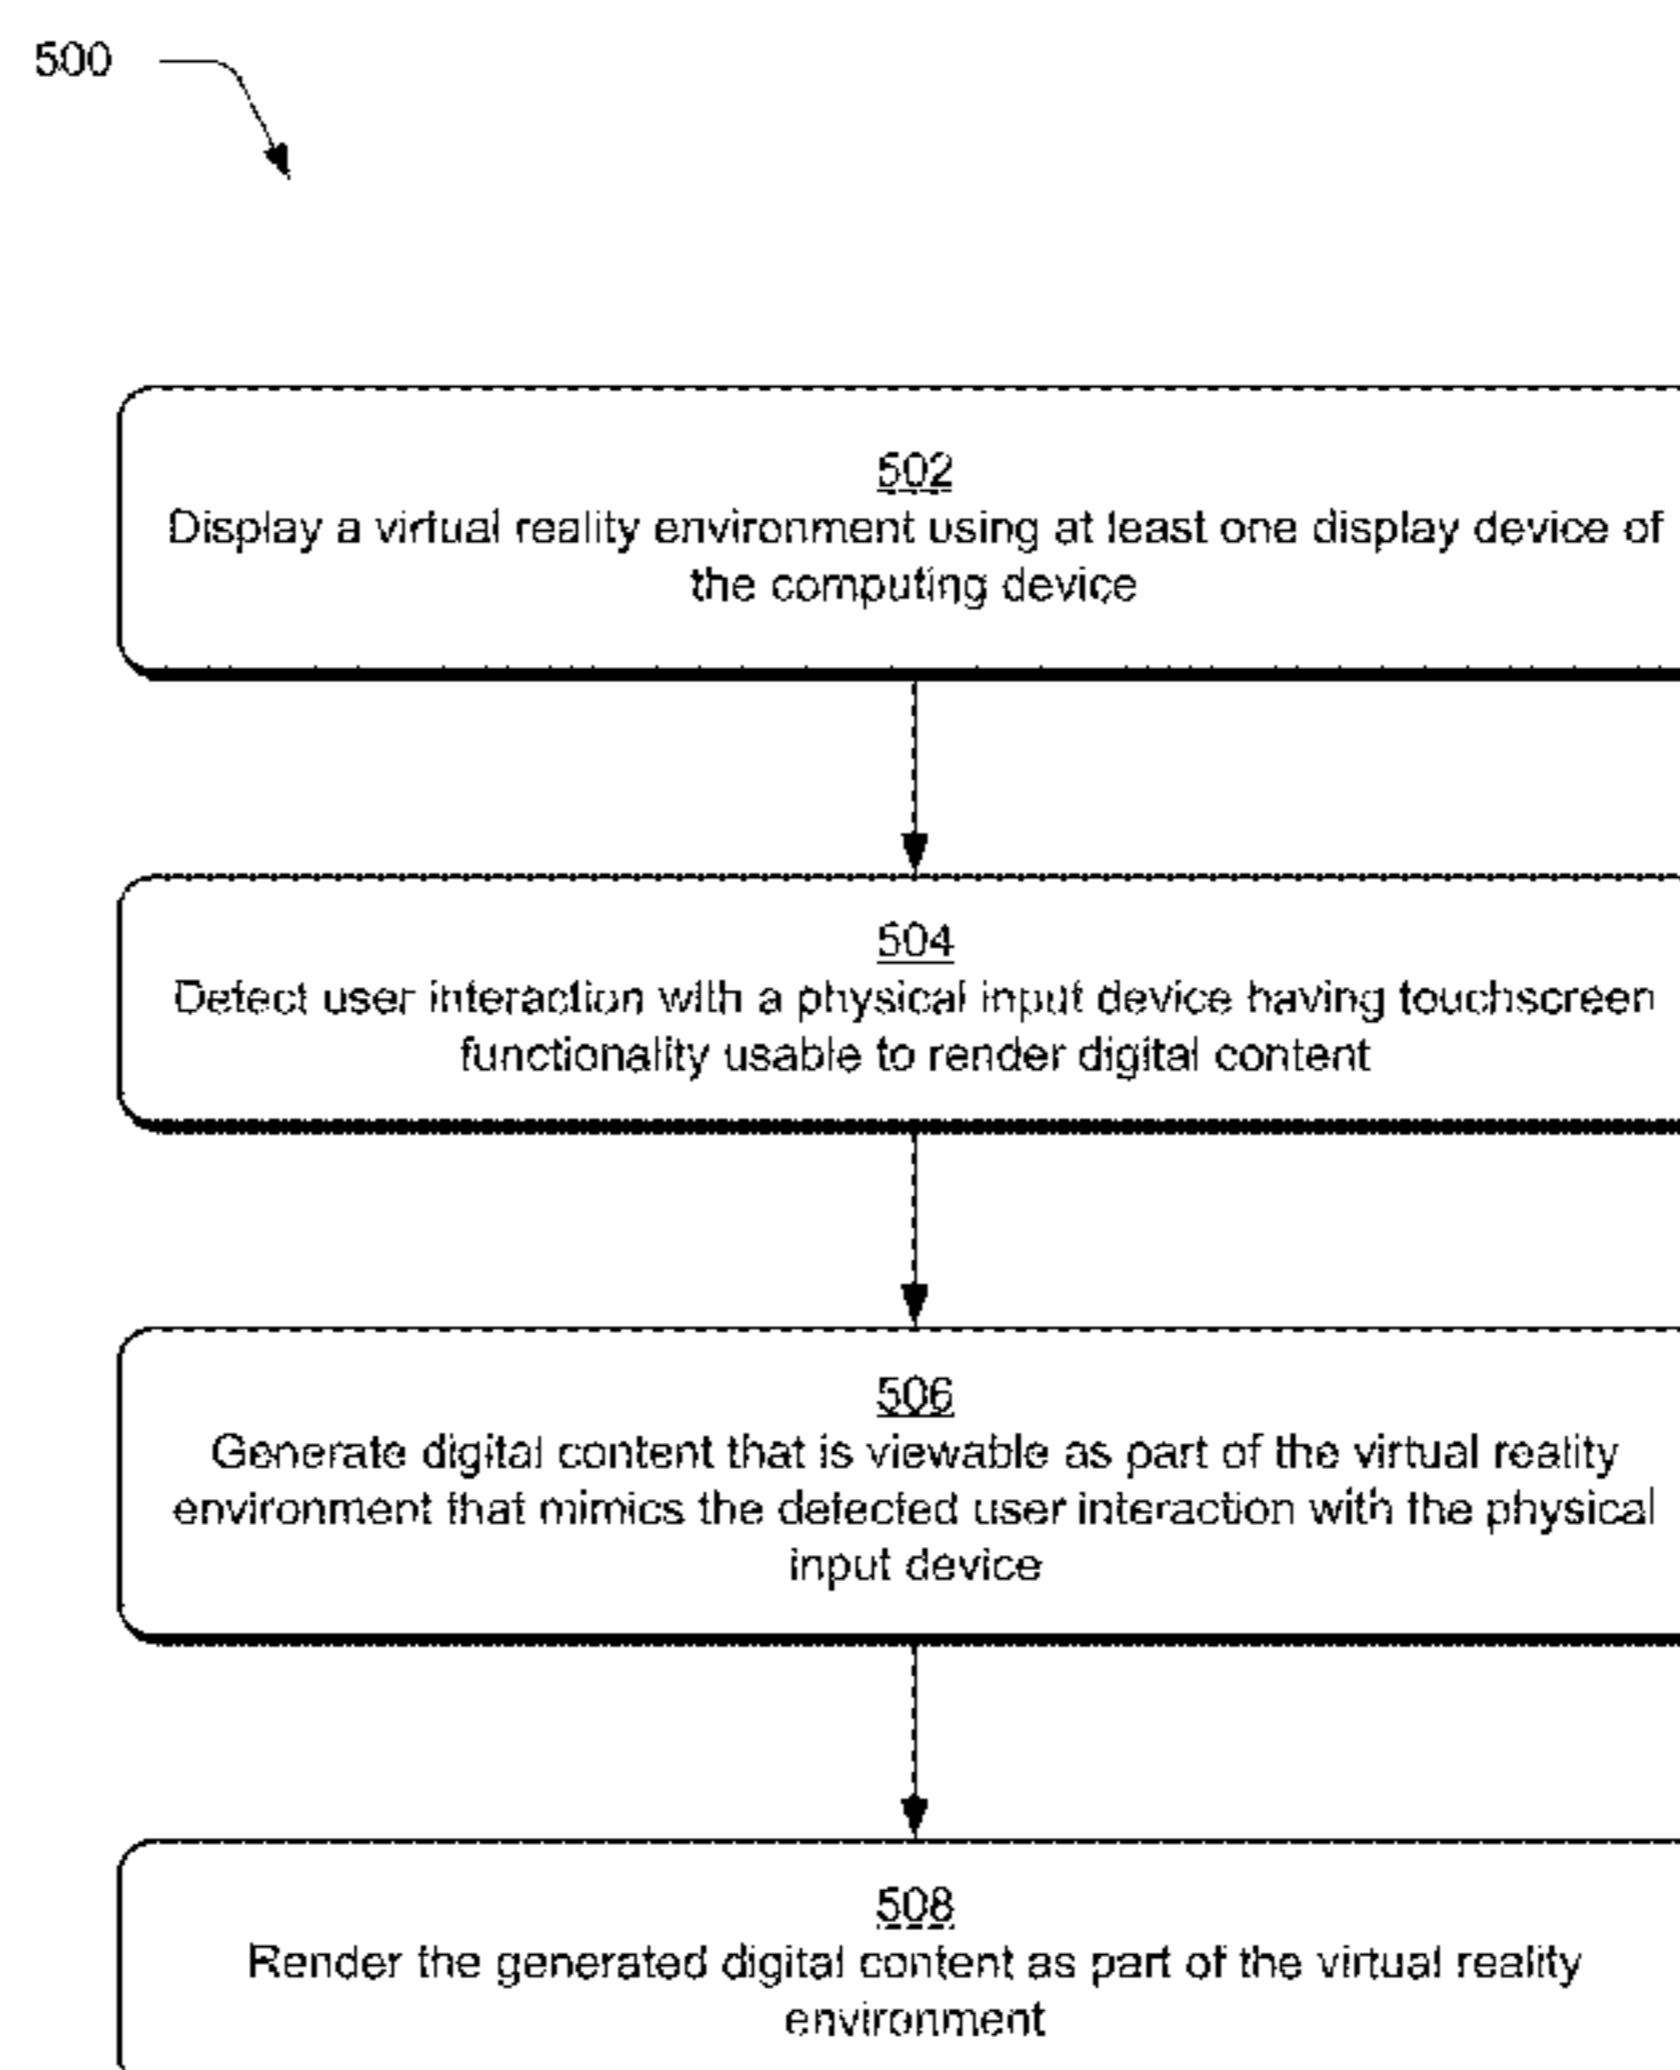 500
502
Display a virtual reality environment using at least one display device of
the computing device
504
Detect user interaction with a physical input device having touchscreen
functionality usable to render digital content
506
Generate digital content that is viewable as part of the virtual reality
environment that mimics the detected user interaction with the physical
input device
508
Render the generated digital content as part of the virtual reality
environment